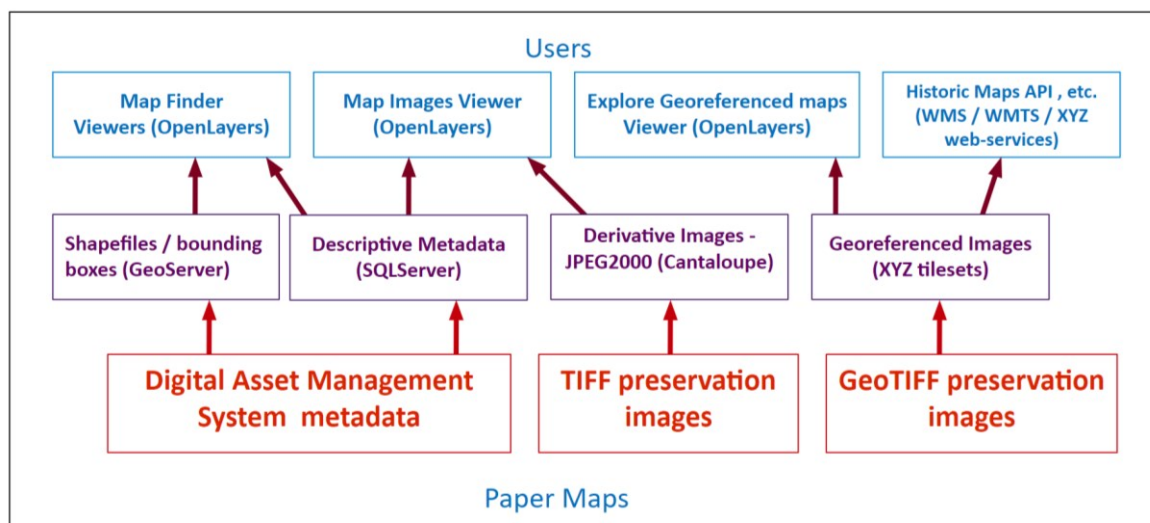 Users
Map Finder
Viewers (OpenLayers)
Map Images Viewer
(OpenLayers)
Explore Georeferenced maps
Viewer (OpenLayers)
Historic Maps API , etc.
(WMS / WMTS / XYZ
web-services)
Shapefiles / bounding
boxes (GeoServer)
Descriptive Metadata
(SQLServer)
Derivative Images -
JPEG2000 (Cantaloupe)
Georeferenced Images
(XYZ tilesets)
Digital Asset Management
System metadata
TIFF preservation
images
GeoTIFF preservation
images
Paper Maps